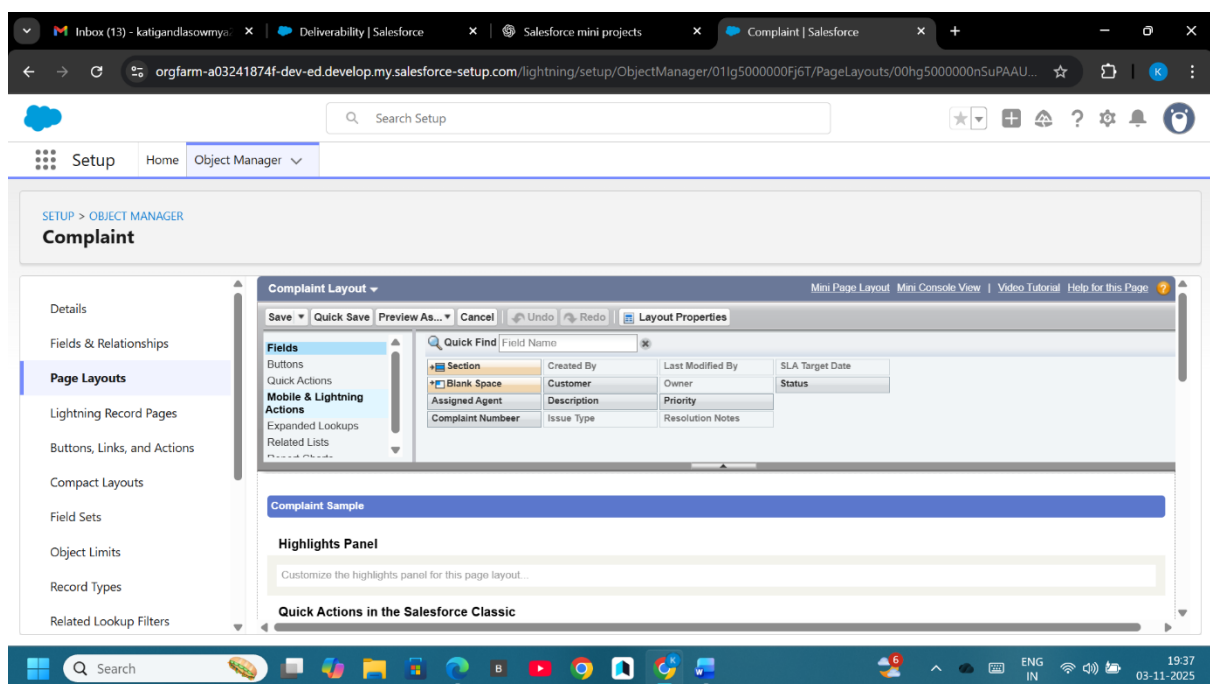 Inbox (13) - katigandlasowmya
Deliverability | Salesforce
Salesforce mini projects
Complaint | Salesforce
orgfarm-a03241874f-dev-ed.develop.my.salesforce-setup.com/lightning/setup/ObjectManager/01Ig5000000Fj6T/PageLayouts/00hg5000000nSuPAAU...
K
Search Setup
Setup
Home
Object Manager
SETUP > OBJECT MANAGER
Complaint
Details
Fields & Relationships
Page Layouts
Lightning Record Pages
Buttons, Links, and Actions
Compact Layouts
Field Sets
Object Limits
Record Types
Related Lookup Filters
Complaint Layout
Mini Page Layout Mini Console View | Video Tutorial Help for this Page
Save Quick Save Preview As... Cancel Undo Redo Layout Properties
Fields
Buttons
Quick Actions
Mobile & Lightning
Actions
Expanded Lookups
Related Lists
Report Charts
Quick Find Field Name
Section Created By Last Modified By SLA Target Date
Blank Space Customer Owner Status
Assigned Agent Description Priority
Complaint Numbeer Issue Type Resolution Notes
Complaint Sample
Highlights Panel
Customize the highlights panel for this page layout...
Quick Actions in the Salesforce Classic
Search
B
K
6
ENG
IN
19:37
03-11-2025